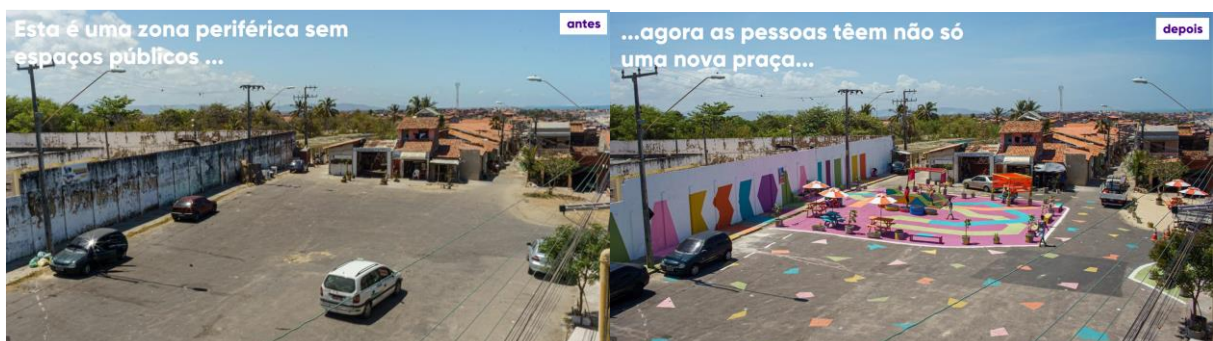 Esta é uma zona periférica sem
espaços públicos ...
antes
...agora as pessoas têem não só
uma nova praça...
depois